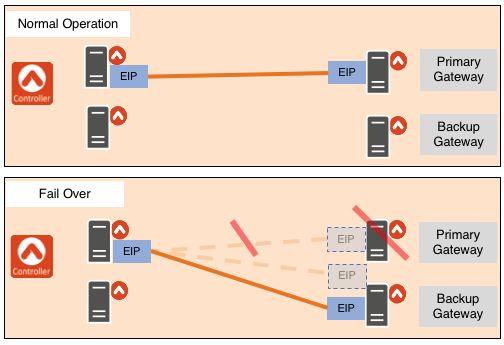 Normal Operation
EIP
EIP
Primary
Gateway
Controller
Backup
Gateway
Fail Over
EIP
EIP
Primary
Gateway
Controller
EIP
EIP
Backup
Gateway